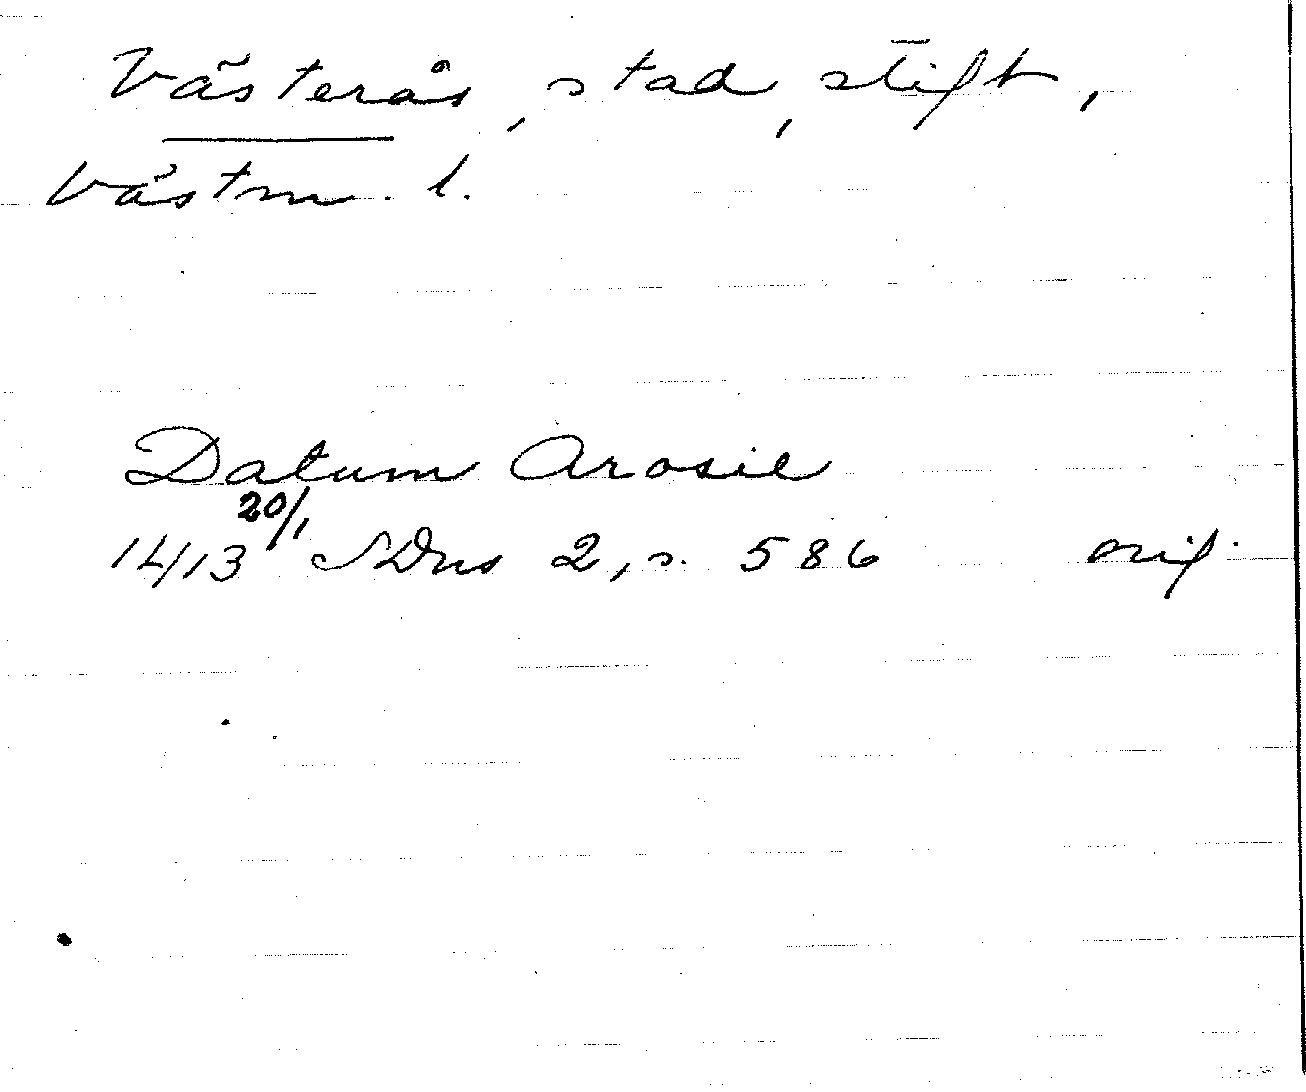 Västerås, stad, stift,
Västm. l.
Datum Arosie
1413 20/1 SDns 2, s. 586 orig.